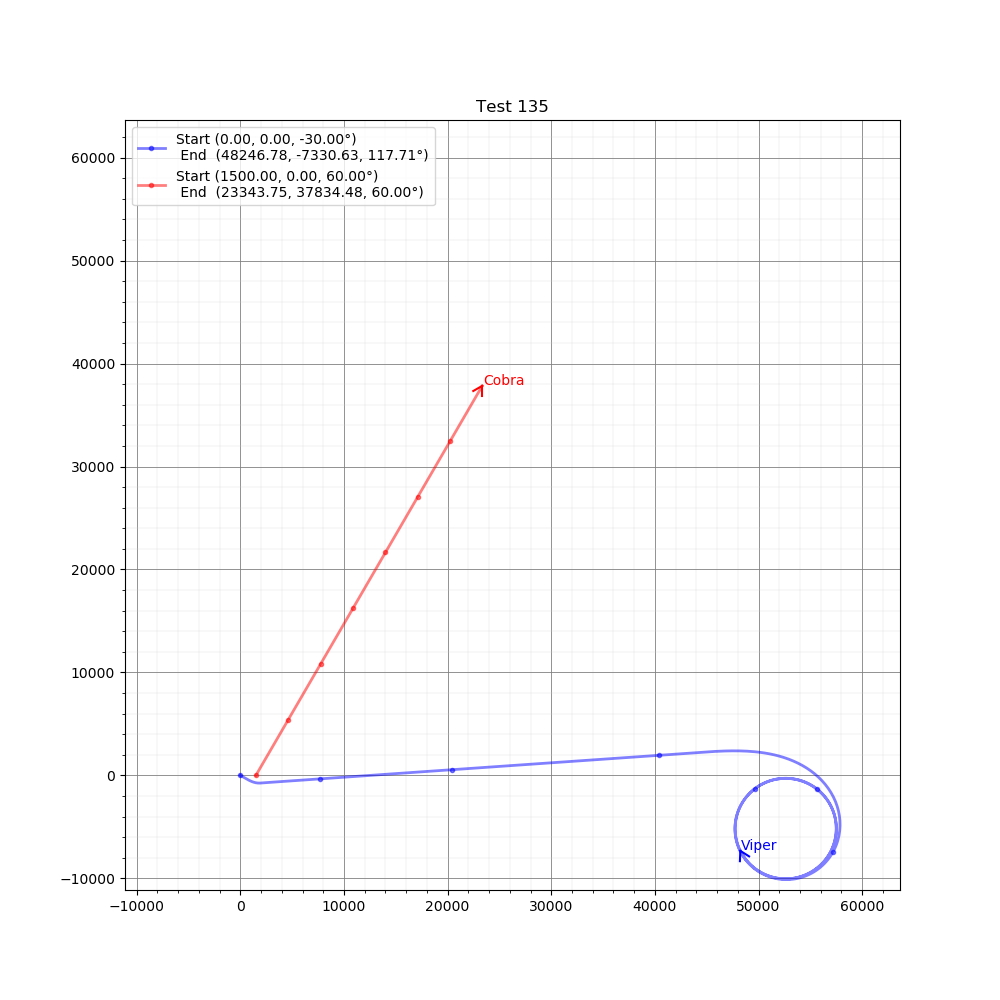 Test 135
Start (0.00, 0.00, -30.00°)
End (48246.78, -7330.63, 117.71°)
Start (1500.00, 0.00, 60.00°)
End (23343.75, 37834.48, 60.00°)
60000
50000
40000
30000
20000
10000
0
−10000
Cobra
Viper
−10000 0 10000 20000 30000 40000 50000 60000